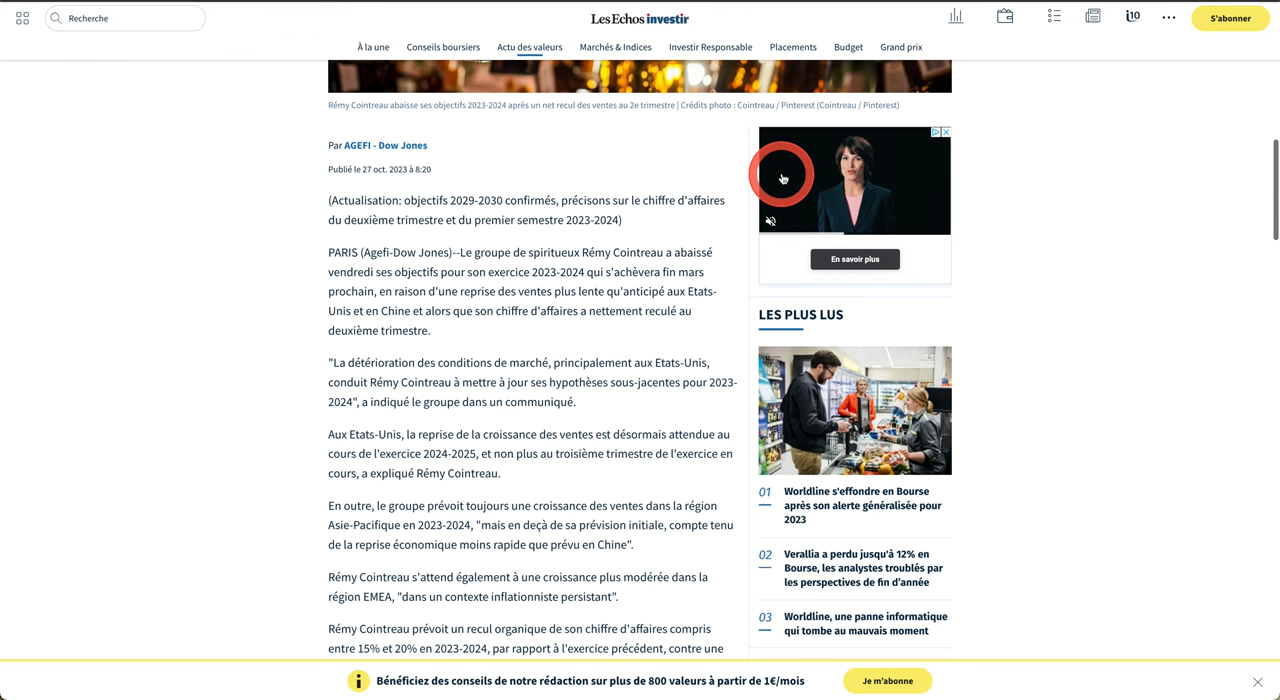 Recherche
Les Echos investir
i10
S'abonner
À la une
Conseils boursiers
Actu des valeurs
Marchés & Indices
Investir Responsable
Placements
Budget
Grand prix
Rémy Cointreau abaisse ses objectifs 2023-2024 après un net recul des ventes au 2e trimestre | Crédits photo : Cointreau / Pinterest (Cointreau / Pinterest)
Par AGEFI - Dow Jones
Publié le 27 oct. 2023 à 8:20
(Actualisation: objectifs 2029-2030 confirmés, précisons sur le chiffre d'affaires
du deuxième trimestre et du premier semestre 2023-2024)
PARIS (Agefi-Dow Jones)--Le groupe de spiritueux Rémy Cointreau a abaissé
vendredi ses objectifs pour son exercice 2023-2024 qui s'achèvera fin mars
prochain, en raison d'une reprise des ventes plus lente qu'anticipé aux Etats-
Unis et en Chine et alors que son chiffre d'affaires a nettement reculé au
deuxième trimestre.
"La détérioration des conditions de marché, principalement aux Etats-Unis,
conduit Rémy Cointreau à mettre à jour ses hypothèses sous-jacentes pour 2023-
2024", a indiqué le groupe dans un communiqué.
Aux Etats-Unis, la reprise de la croissance des ventes est désormais attendue au
cours de l'exercice 2024-2025, et non plus au troisième trimestre de l'exercice en
cours, a expliqué Rémy Cointreau.
En outre, le groupe prévoit toujours une croissance des ventes dans la région
Asie-Pacifique en 2023-2024, "mais en deçà de sa prévision initiale, compte tenu
de la reprise économique moins rapide que prévu en Chine".
Rémy Cointreau s'attend également à une croissance plus modérée dans la
région EMEA, "dans un contexte inflationniste persistant".
Rémy Cointreau prévoit un recul organique de son chiffre d'affaires compris
entre 15% et 20% en 2023-2024, par rapport à l'exercice précédent, contre une
En savoir plus
LES PLUS LUS
01 Worldline s'effondre en Bourse
après son alerte généralisée pour
2023
02 Verallia a perdu jusqu'à 12% en
Bourse, les analystes troublés par
les perspectives de fin d'année
03 Worldline, une panne informatique
qui tombe au mauvais moment
Bénéficiez des conseils de notre rédaction sur plus de 800 valeurs à partir de 1€/mois
Je m'abonne